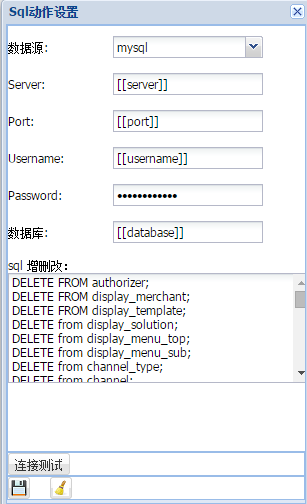 Sql动作设置
数据源: mysql
Server: [[server]]
Port: [[port]]
Username: [[username]]
Password: ••••••••••••
数据库: [[database]]
sql 增删改:
DELETE FROM authorizer;
DELETE FROM display_merchant;
DELETE FROM display_template;
DELETE from display_solution;
DELETE from display_menu_top;
DELETE from display_menu_sub;
DELETE from channel_type;
DELETE from channel;
连接测试